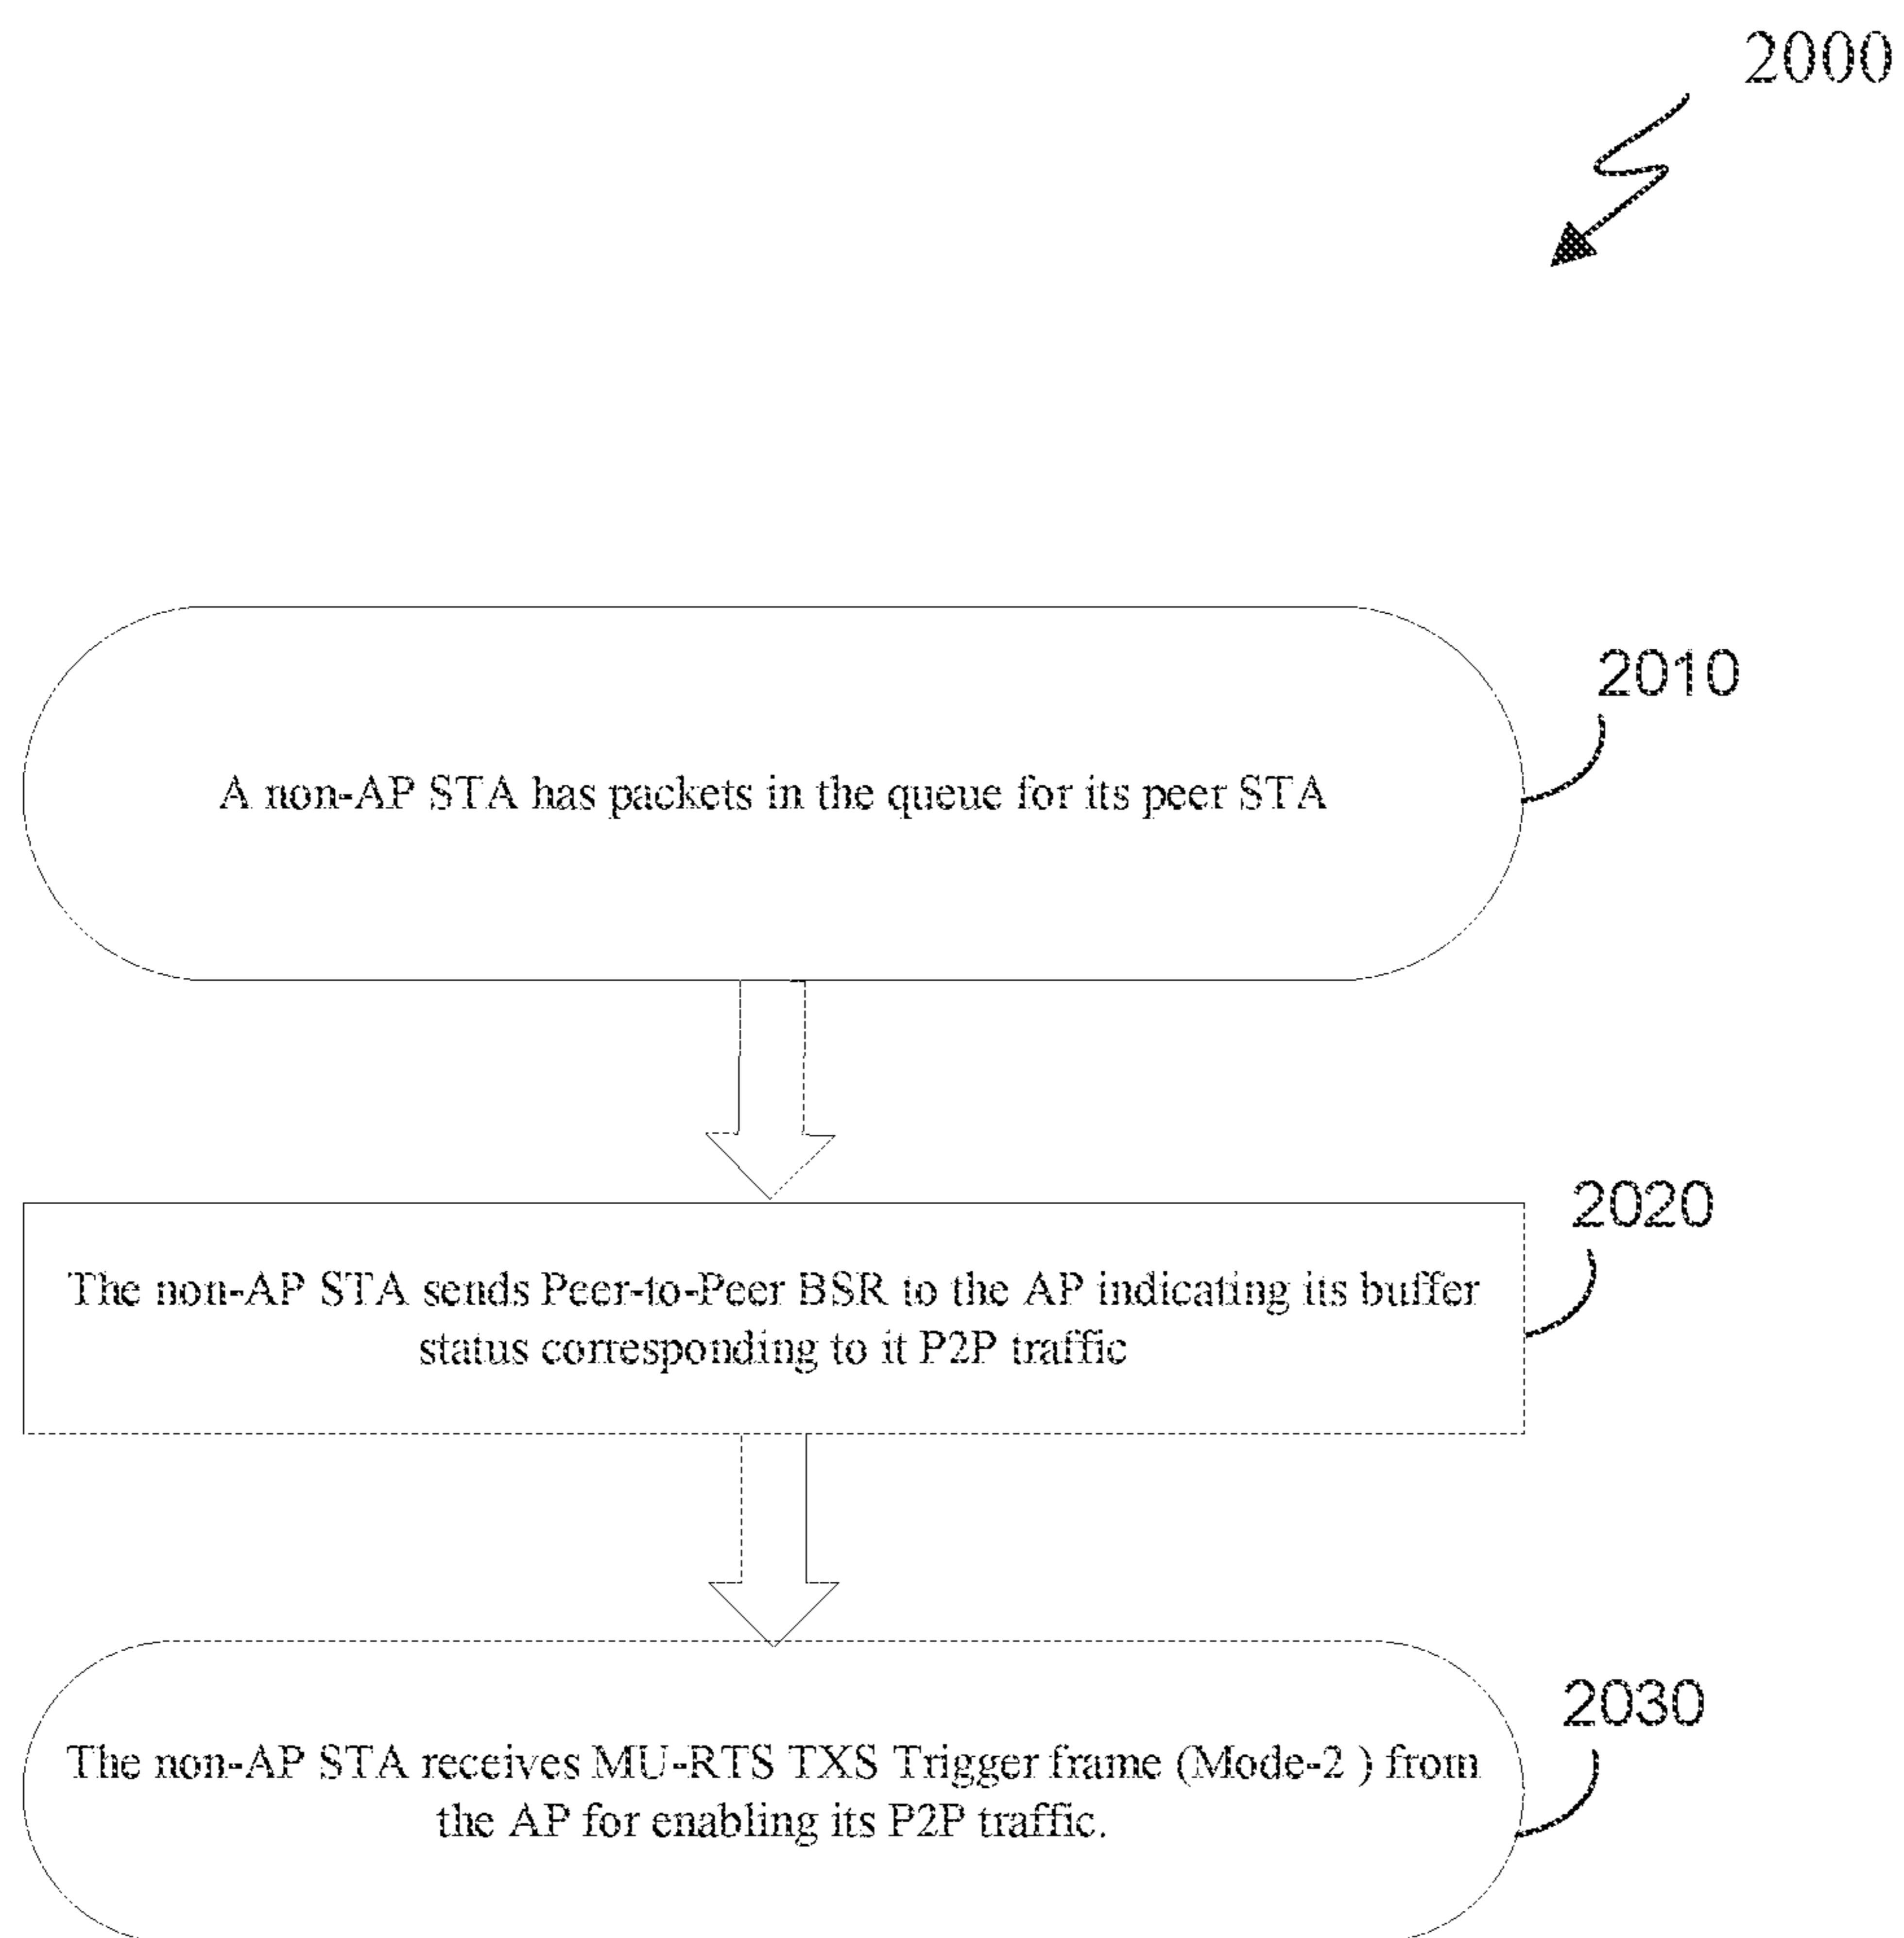 2000
2010
A non-AP STA has packets in the queue for its peer STA
2020
The non-AP STA sends Peer-to-Peer BSR to the AP indicating its buffer
status corresponding to it P2P traffic
2030
The non-AP STA receives MU-RTS TXS Trigger frame (Mode-2 ) from
the AP for enabling its P2P traffic.